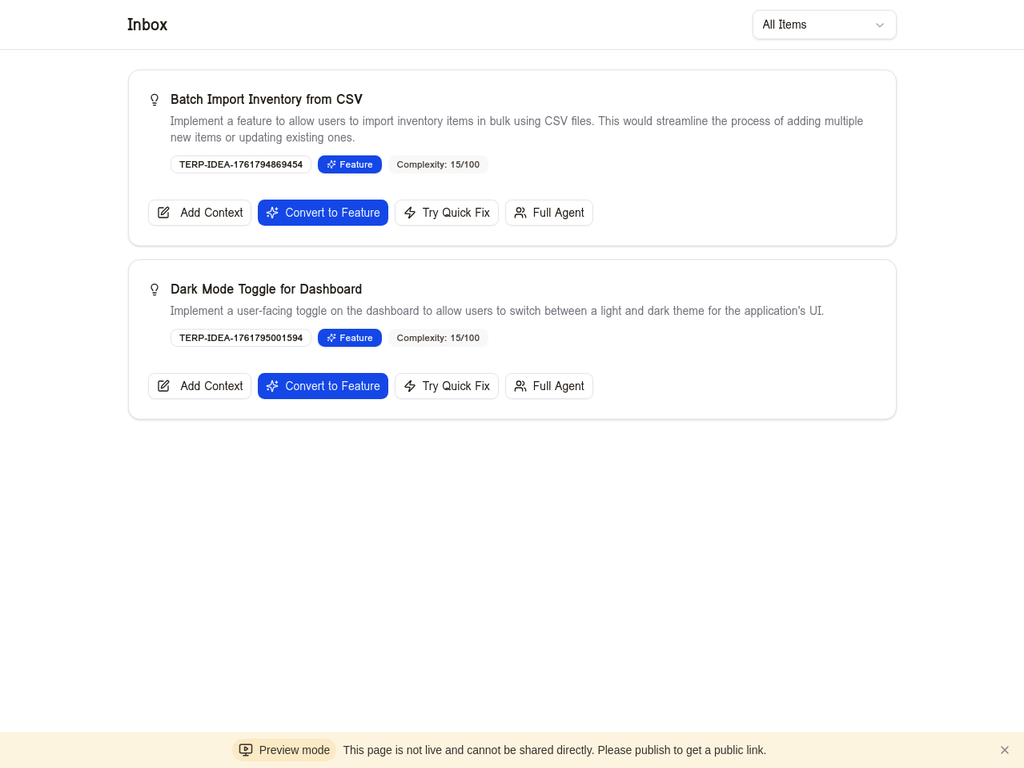 Inbox
All Items
Batch Import Inventory from CSV
Implement a feature to allow users to import inventory items in bulk using CSV files. This would streamline the process of adding multiple
new items or updating existing ones.
TERP-IDEA-1761794869454 Feature Complexity: 15/100
Add Context Convert to Feature Try Quick Fix Full Agent
Dark Mode Toggle for Dashboard
Implement a user-facing toggle on the dashboard to allow users to switch between a light and dark theme for the application's UI.
TERP-IDEA-1761795001594 Feature Complexity: 15/100
Add Context Convert to Feature Try Quick Fix Full Agent
Preview mode This page is not live and cannot be shared directly. Please publish to get a public link.